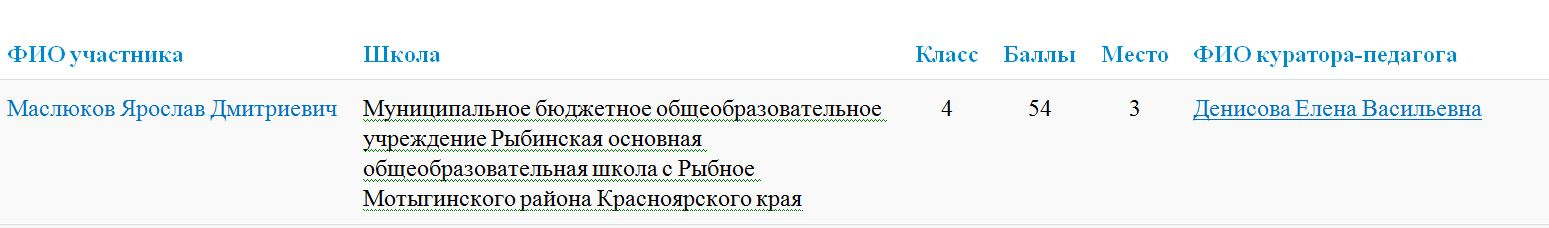 ФИО участника Школа Класс Баллы Место ФИО куратора-педагога
Маслюков Ярослав Дмитриевич Муниципальное бюджетное общеобразовательное 4 54 3 Денисова Елена Васильевна
учреждение Рыбинская основная
общеобразовательная школа с Рыбное
Мотыгинского района Красноярского края